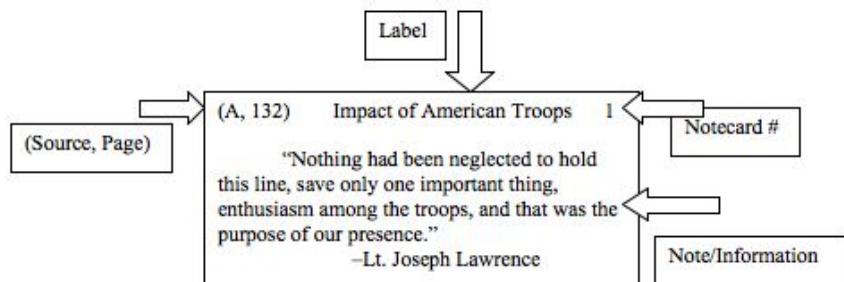 Label
(A, 132) Impact of American Troops 1
(Source, Page)
Notecard #
“Nothing had been neglected to hold
this line, save only one important thing,
enthusiasm among the troops, and that was the
purpose of our presence.”
–Lt. Joseph Lawrence
Note/Information